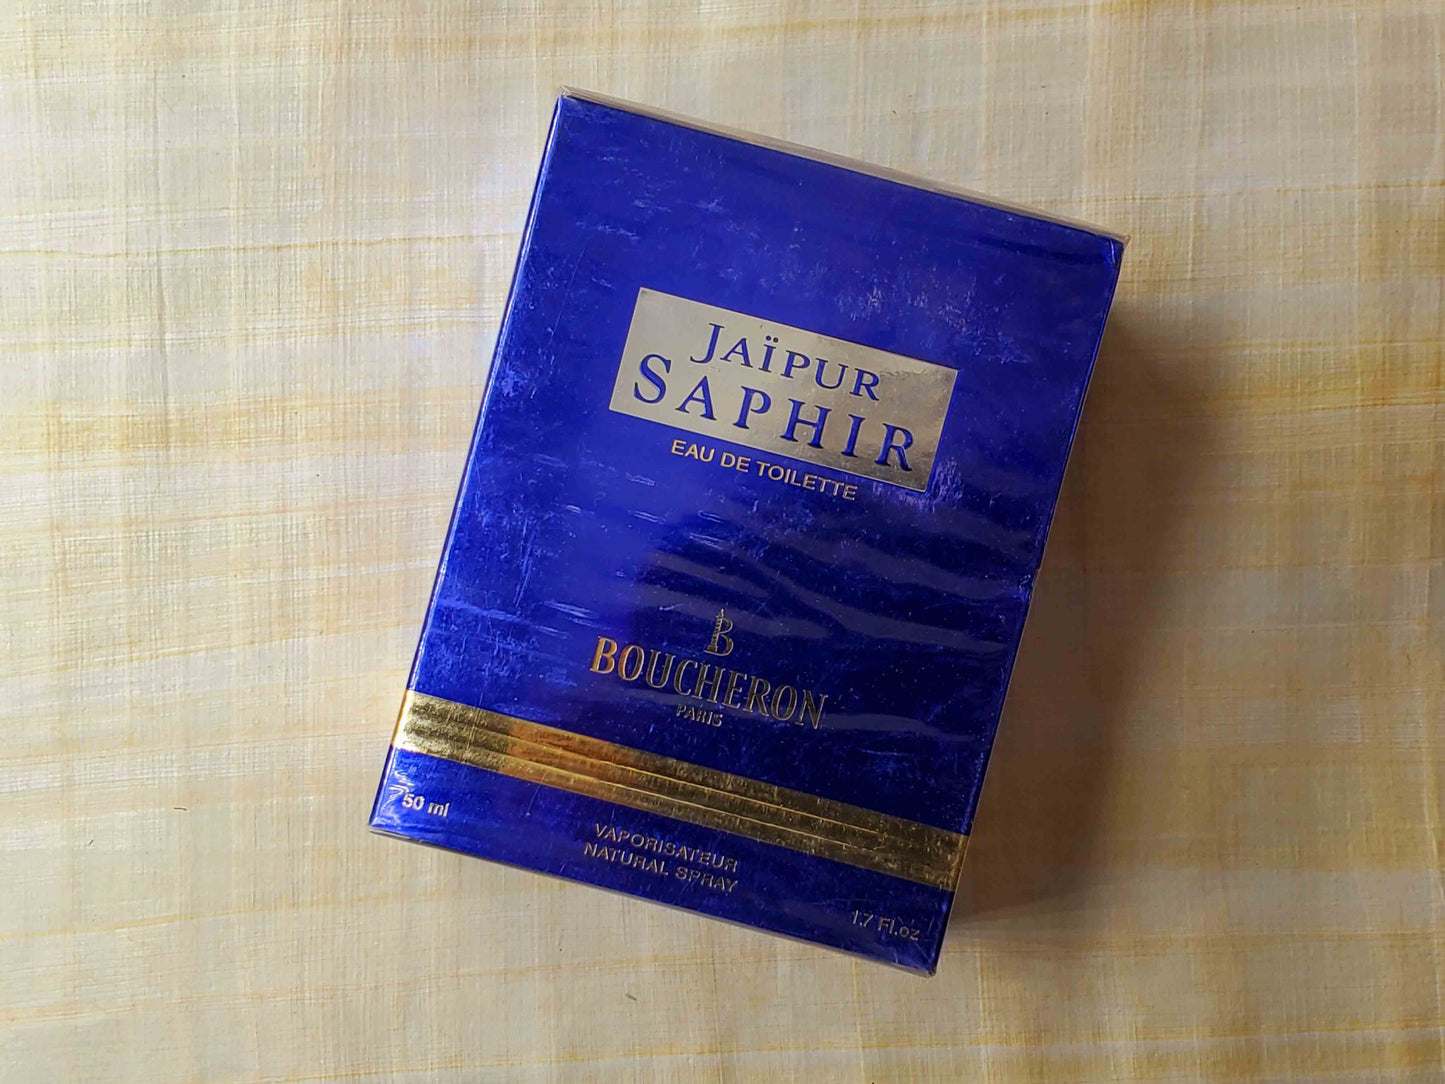 JAÏPUR
SAPHIR
EAU DE TOILETTE
B
BOUCHERON
PARIS
50 ml
VAPORISATEUR
NATURAL SPRAY
1.7 Fl.oz